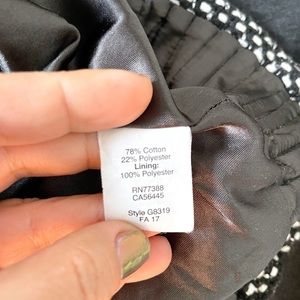 78% Cotton
22% Polyester
Lining:
100% Polyester
RN77388
CA56445
Style G8319
FA 17